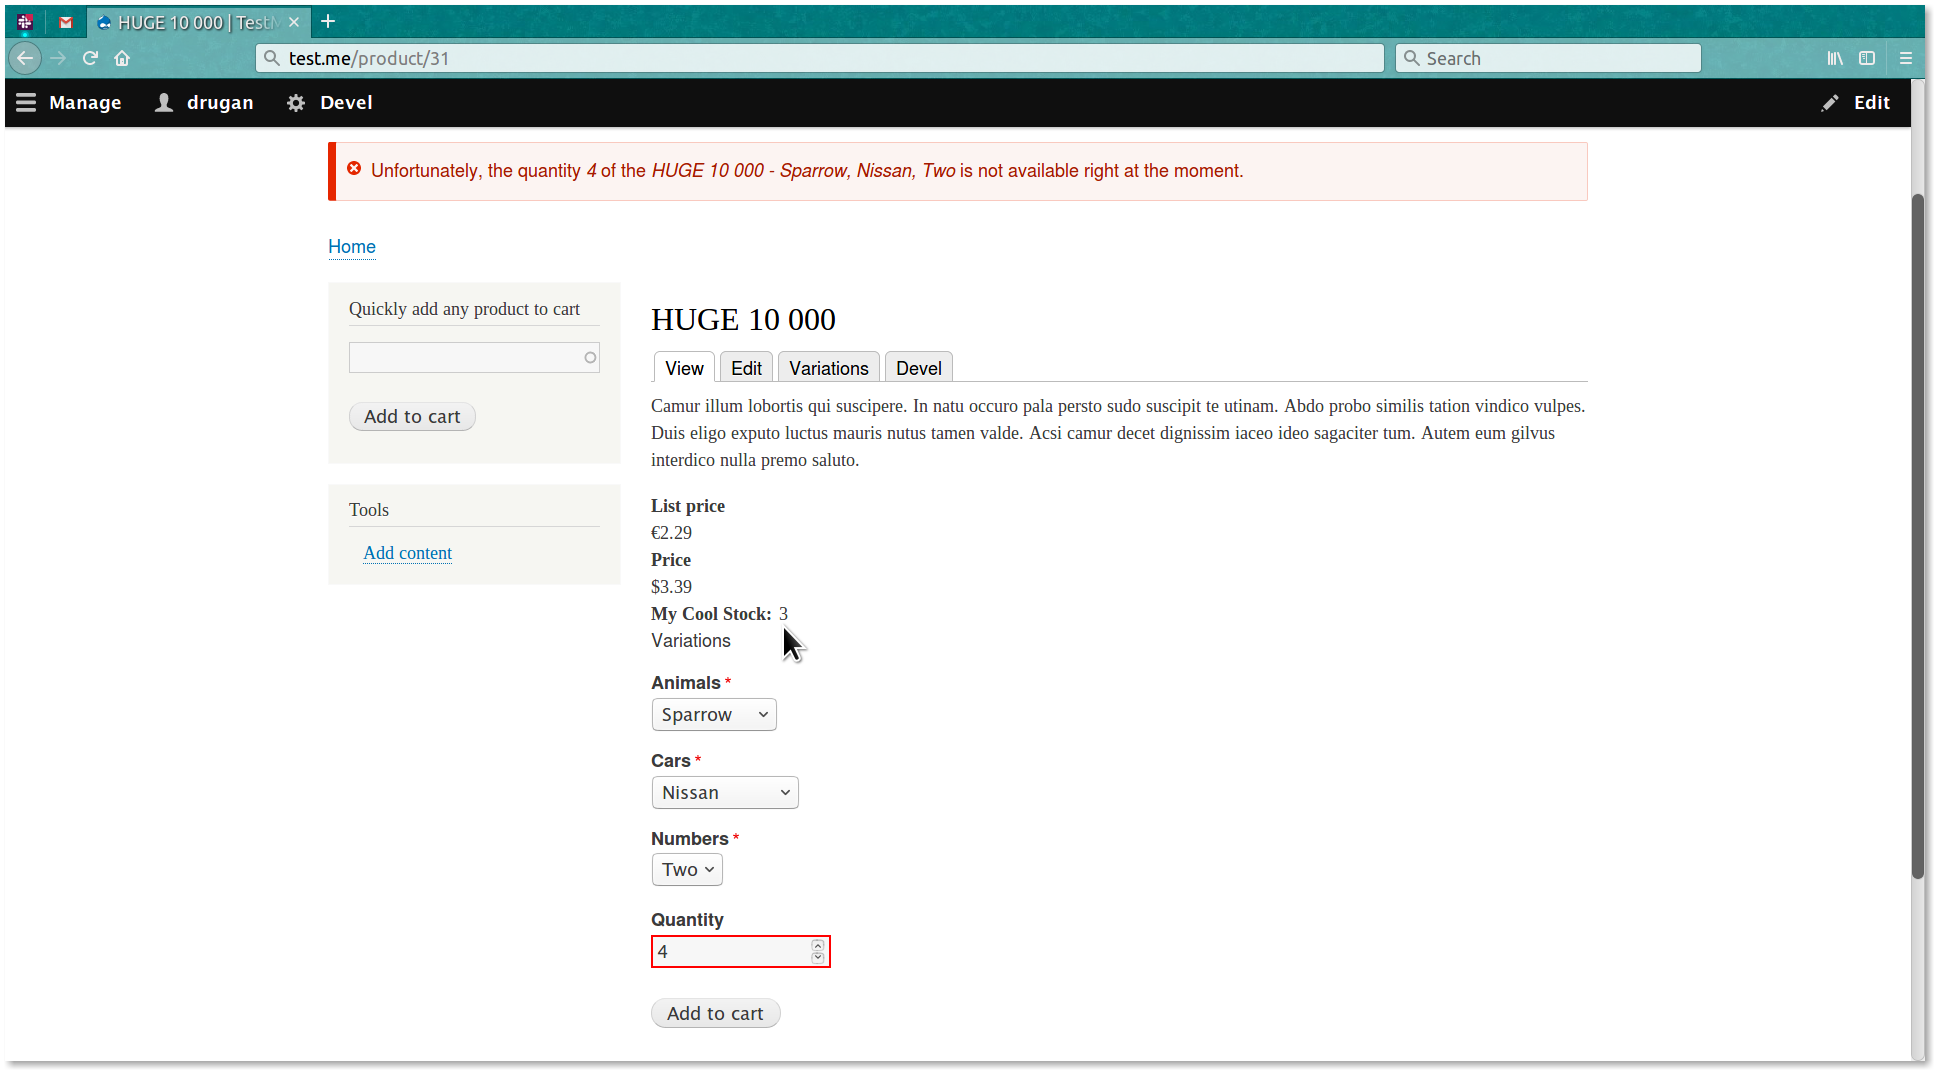 HUGE 10 000 | Test
test.me/product/31
Search
Manage drugan Devel Edit
Unfortunately, the quantity 4 of the HUGE 10 000 - Sparrow, Nissan, Two is not available right at the moment.
Home
Quickly add any product to cart
Add to cart
Tools
Add content
HUGE 10 000
View Edit Variations Devel
Camur illum lobortis qui suscipere. In natu occuro pala persto sudo suscipit te utinam. Abdo probo similis tation vindico vulpes.
Duis eligo exputo luctus mauris nutus tamen valde. Acsi camur decet dignissim iaceo ideo sagaciter tum. Autem eum gilvus
interdico nulla premo saluto.
List price
€2.29
Price
$3.39
My Cool Stock: 3
Variations
Animals *
Sparrow
Cars *
Nissan
Numbers *
Two
Quantity
4
Add to cart